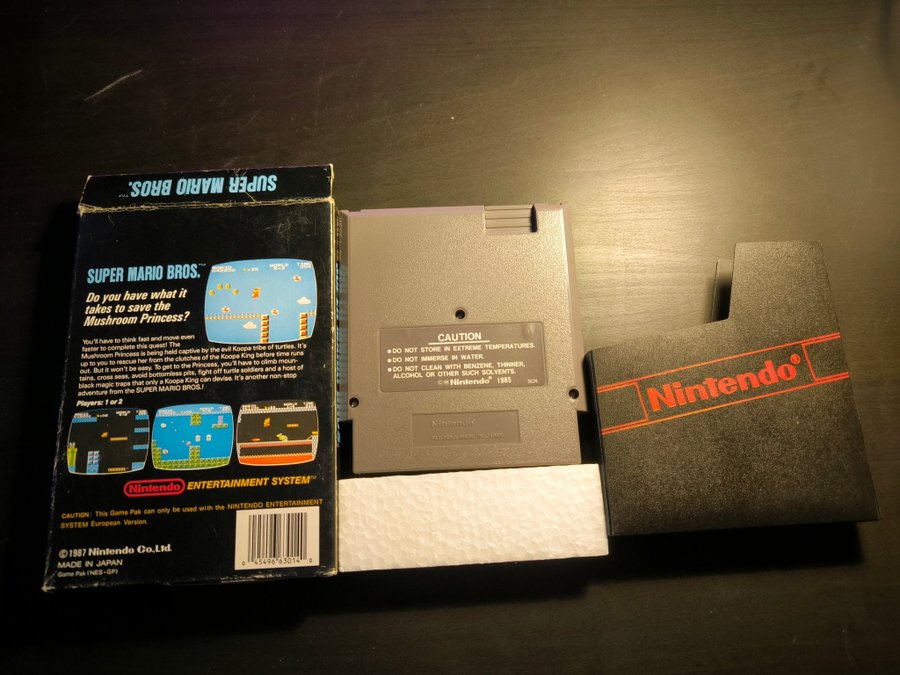 SUPER MARIO BROS.™
SUPER MARIO BROS.™
Do you have what it
takes to save the
Mushroom Princess?
You'll have to think fast and move even
faster to complete this quest! The
Mushroom Princess is being held captive by the evil Koopa tribe of turtles. It's
up to you to rescue her from the clutches of the Koopa King before time runs
out. But it won't be easy. To get to the Princess, you'll have to climb moun-
tains, cross seas, avoid bottomless pits, fight off turtle soldiers and a host of
black magic traps that only a Koopa King can devise. It's another non-stop
adventure from the SUPER MARIO BROS.!
Players: 1 or 2
Nintendo ENTERTAINMENT SYSTEM™
CAUTION: This Game Pak can only be used with the NINTENDO ENTERTAINMENT
SYSTEM European Version.
© 1987 Nintendo Co., Ltd.
MADE IN JAPAN
Game Pak (NES-GP)
0 45496 63014 0
CAUTION
•DO NOT STORE IN EXTREME TEMPERATURES.
•DO NOT IMMERSE IN WATER.
•DO NOT CLEAN WITH BENZENE, THINNER,
ALCOHOL OR OTHER SUCH SOLVENTS.
©Ⓜ Nintendo® 1985
SCN
Nintendo
Nintendo®